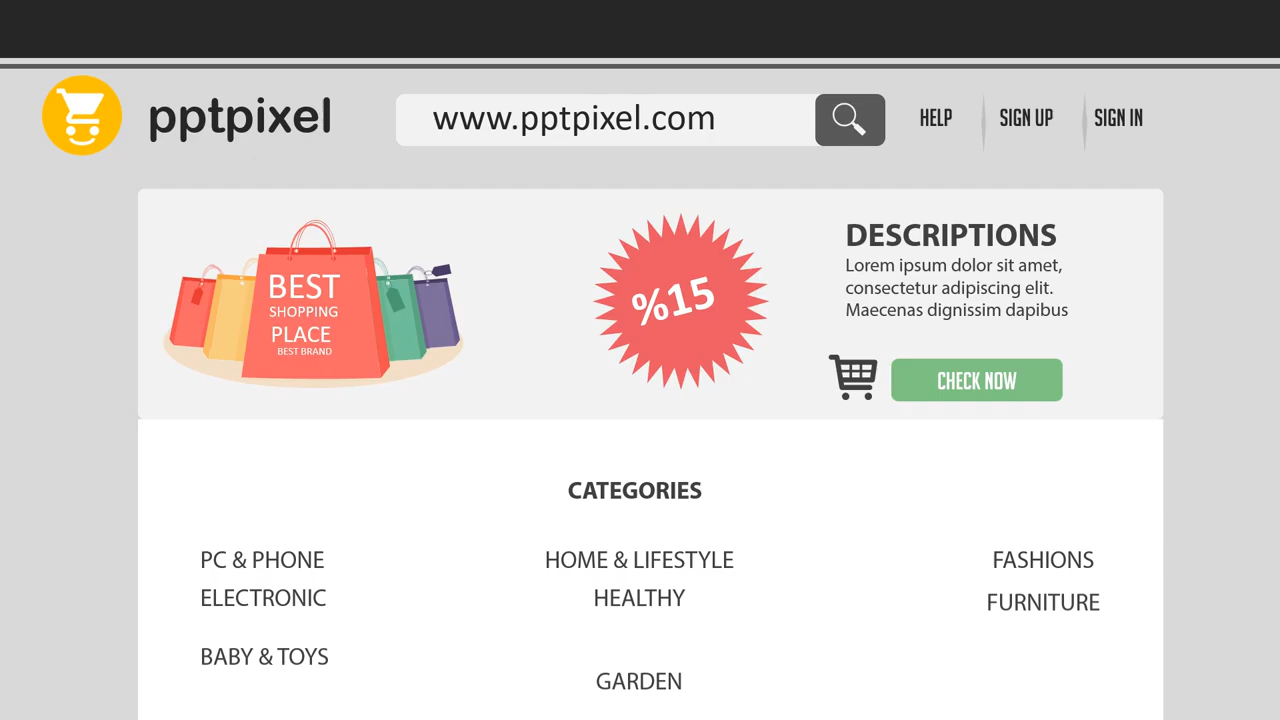 pptpixel
www.pptpixel.com
HELP
SIGN UP
SIGN IN
BEST
SHOPPING
PLACE
BEST BRAND
%15
DESCRIPTIONS
Lorem ipsum dolor sit amet,
consectetur adipiscing elit.
Maecenas dignissim dapibus
CHECK NOW
CATEGORIES
PC & PHONE
HOME & LIFESTYLE
FASHIONS
ELECTRONIC
HEALTHY
FURNITURE
BABY & TOYS
GARDEN